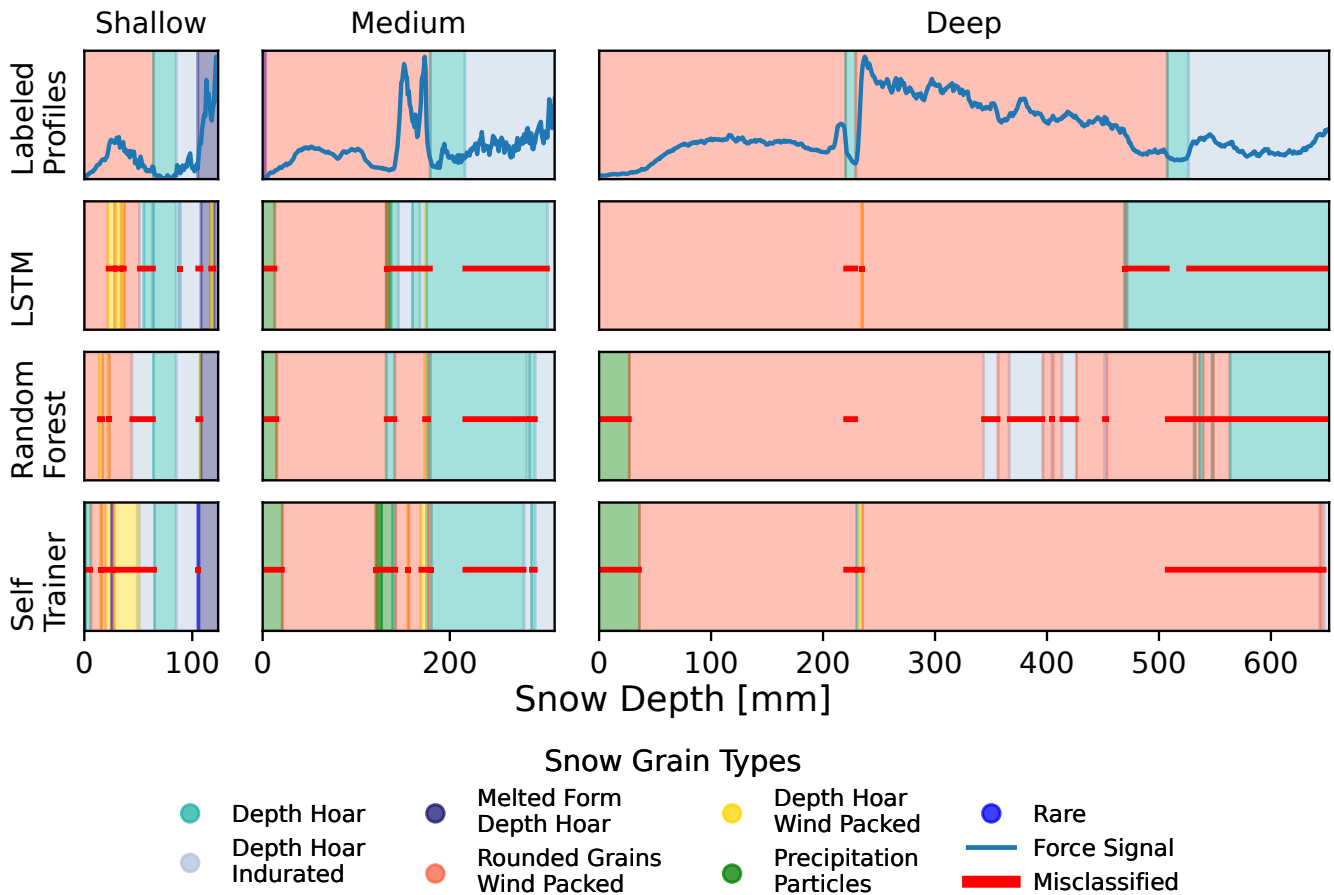 Shallow Medium Deep
Labeled
Profiles
LSTM
Random
Forest
Self
Trainer
0 100 0 200 0 100 200 300 400 500 600
Snow Depth [mm]
Snow Grain Types
Depth Hoar
Depth Hoar
Indurated
Melted Form
Depth Hoar
Rounded Grains
Wind Packed
Depth Hoar
Wind Packed
Precipitation
Particles
Rare
Force Signal
Misclassified